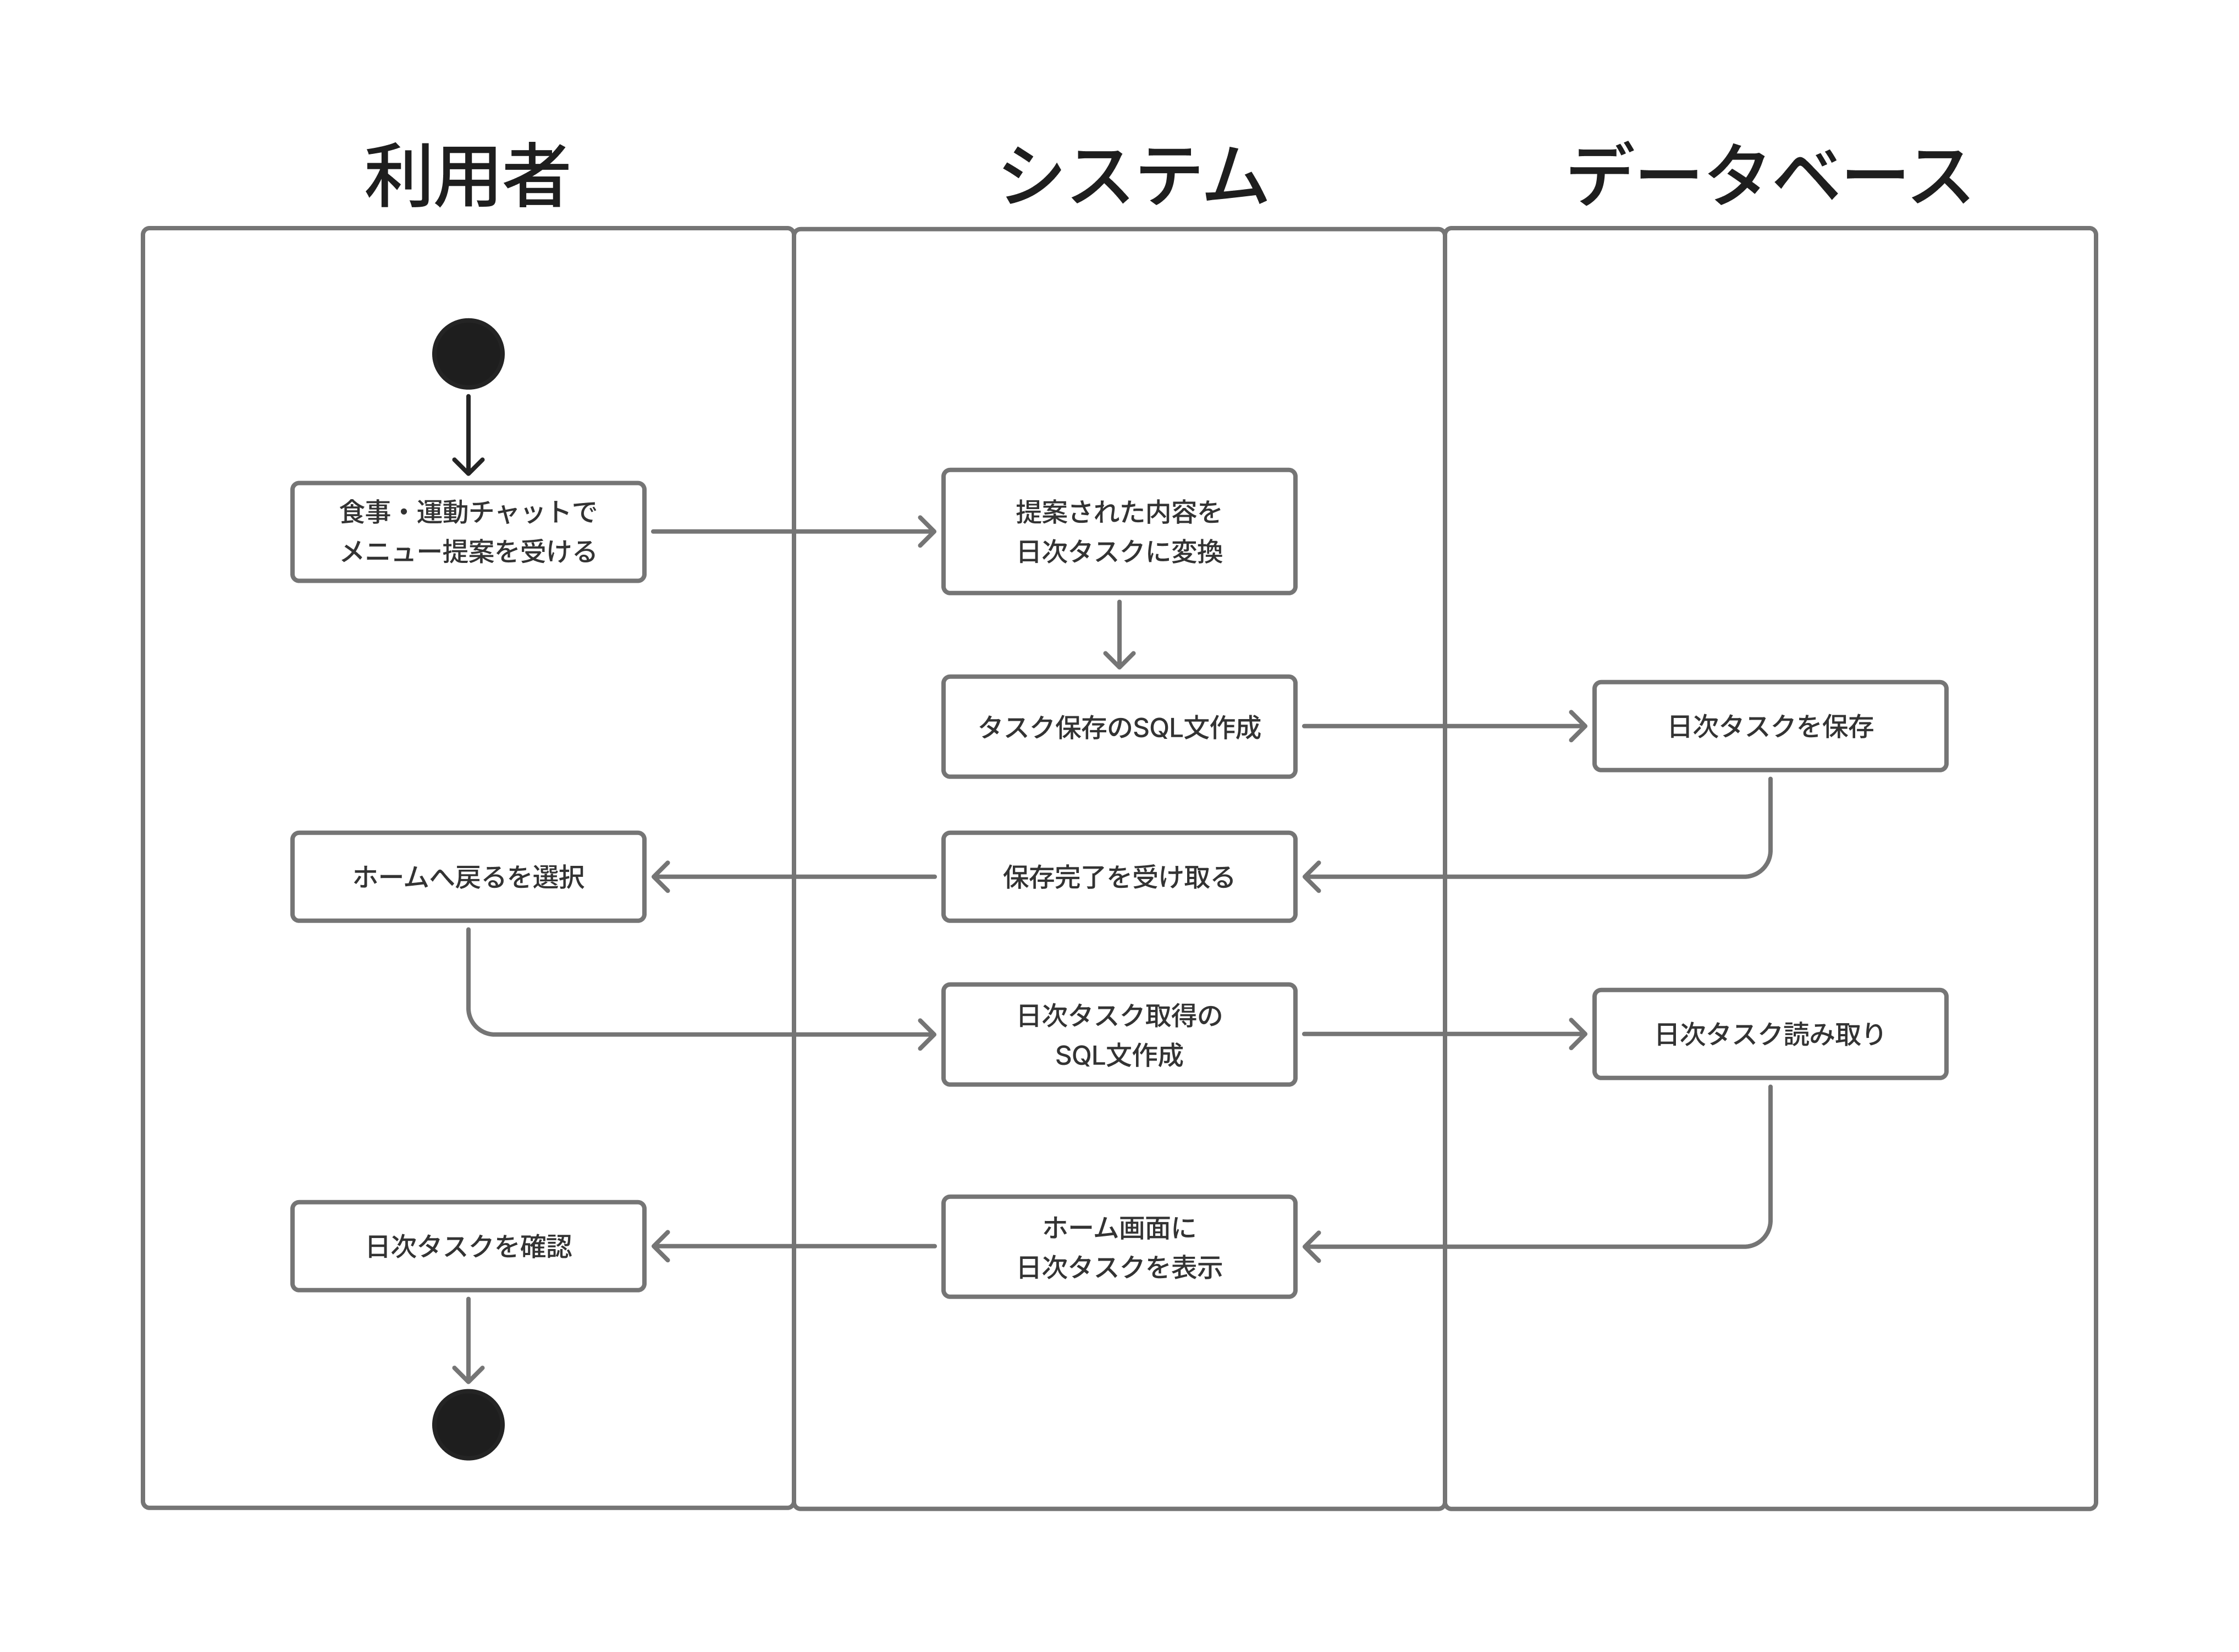 利用者
システム
データベース
食事・運動チャットで
メニュー提案を受ける
提案された内容を
日次タスクに変換
タスク保存のSQL文作成
日次タスクを保存
ホームへ戻るを選択
保存完了を受け取る
日次タスク取得の
SQL文作成
日次タスク読み取り
日次タスクを確認
ホーム画面に
日次タスクを表示